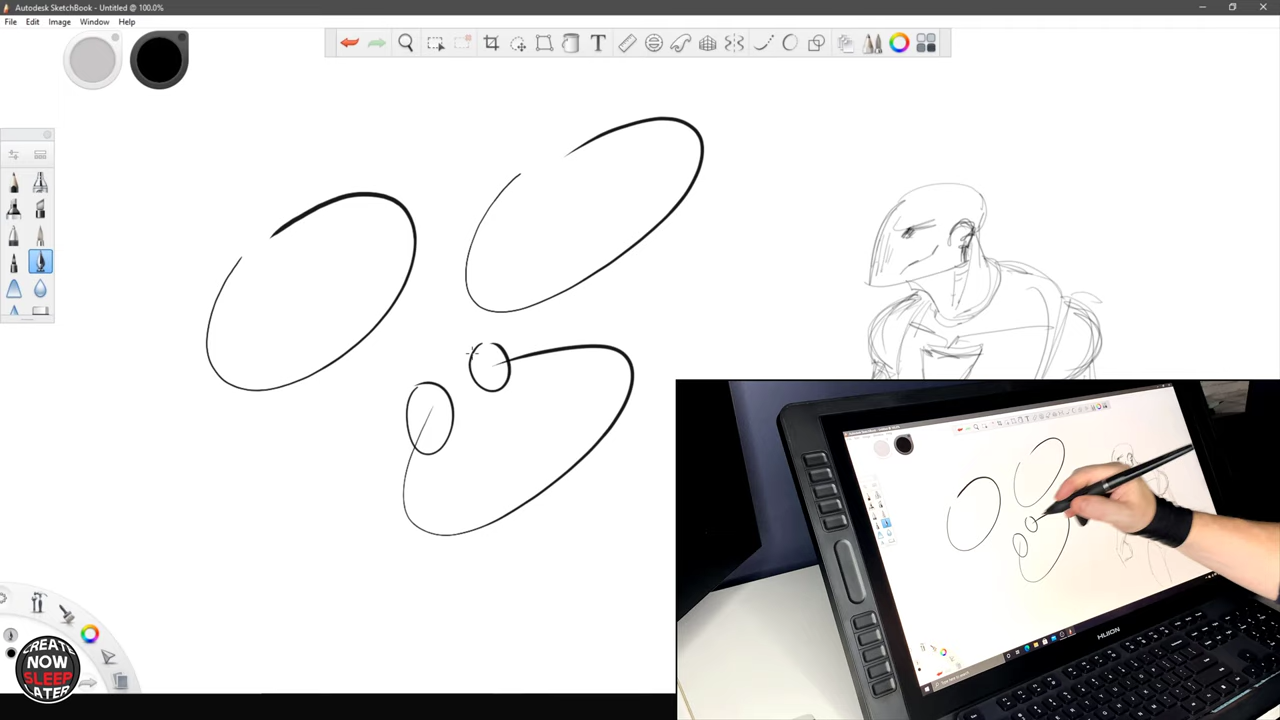 Autodesk SketchBook - Untitled @ 100.0%
File Edit Image Window Help
T
CREATE
NOW
SLEEP
LATER
HUION